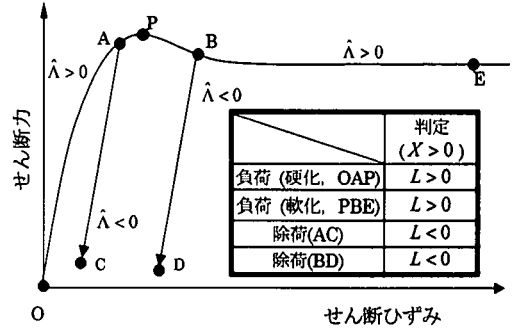 P
A
B
Λ̂ > 0
Λ̂ > 0
E
Λ̂ < 0
せん断力
判定
(X > 0)
負荷 (硬化, OAP) L > 0
負荷 (軟化, PBE) L > 0
除荷(AC) L < 0
除荷(BD) L < 0
Λ̂ < 0
C
D
O
せん断ひずみ